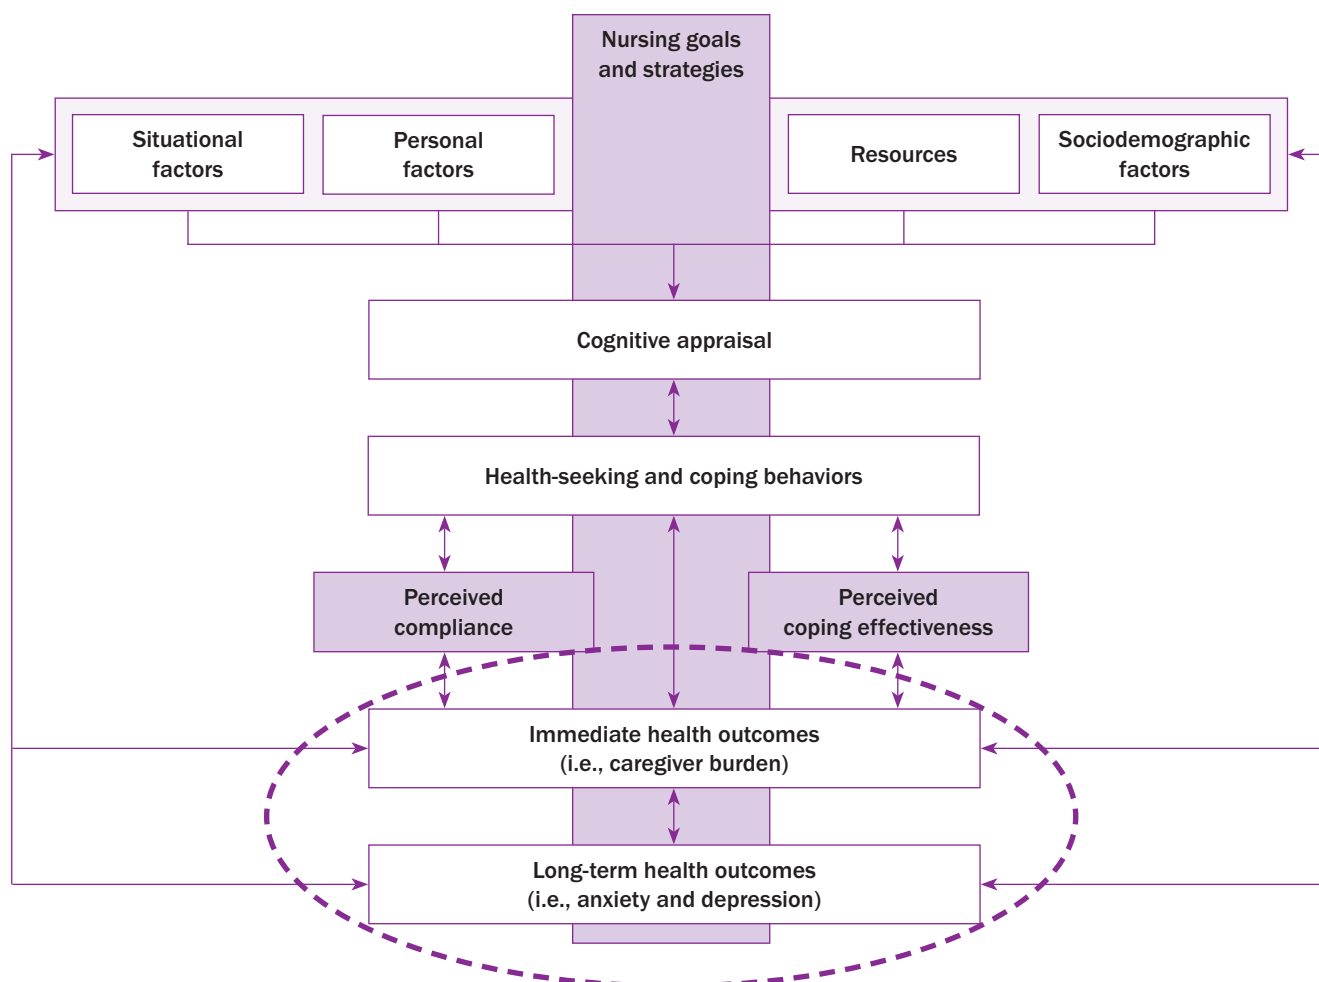 Nursing goals
and strategies
Situational
factors
Personal
factors
Resources
Sociodemographic
factors
Cognitive appraisal
Health-seeking and coping behaviors
Perceived
compliance
Perceived
coping effectiveness
Immediate health outcomes
(i.e., caregiver burden)
Long-term health outcomes
(i.e., anxiety and depression)